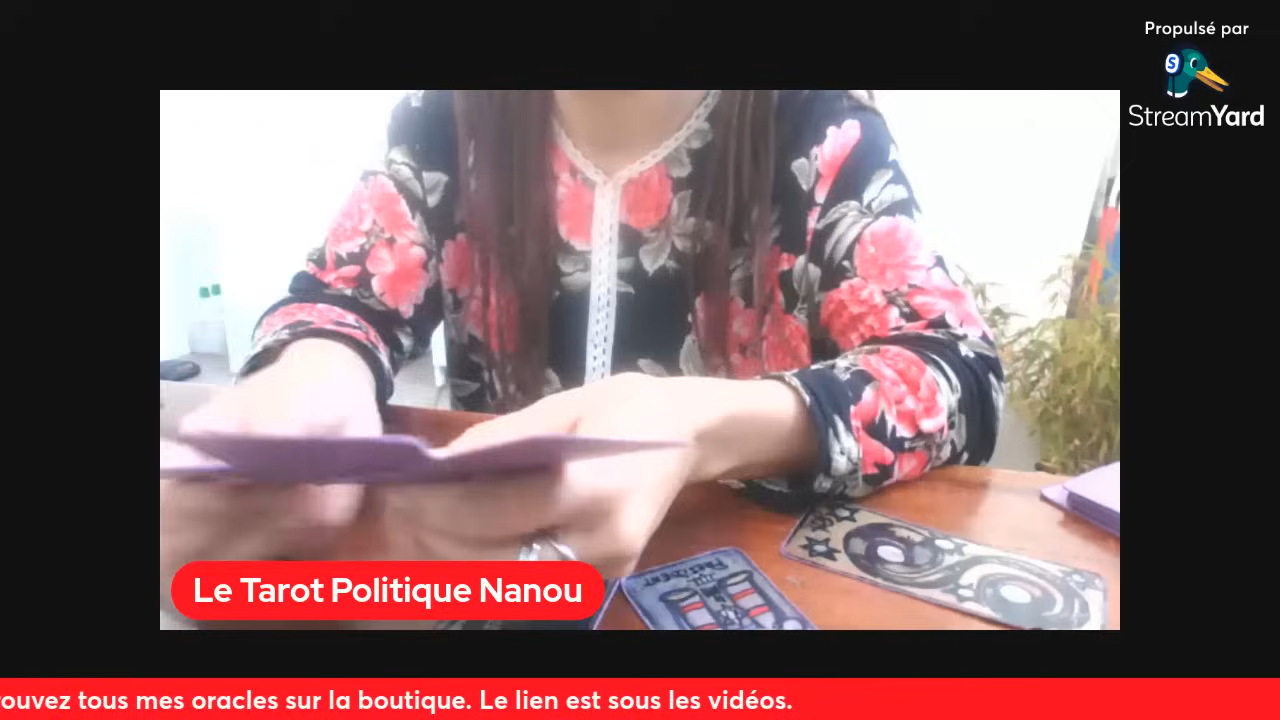 Propulsé par
StreamYard
Le Tarot Politique Nanou
rouvez tous mes oracles sur la boutique. Le lien est sous les vidéos.